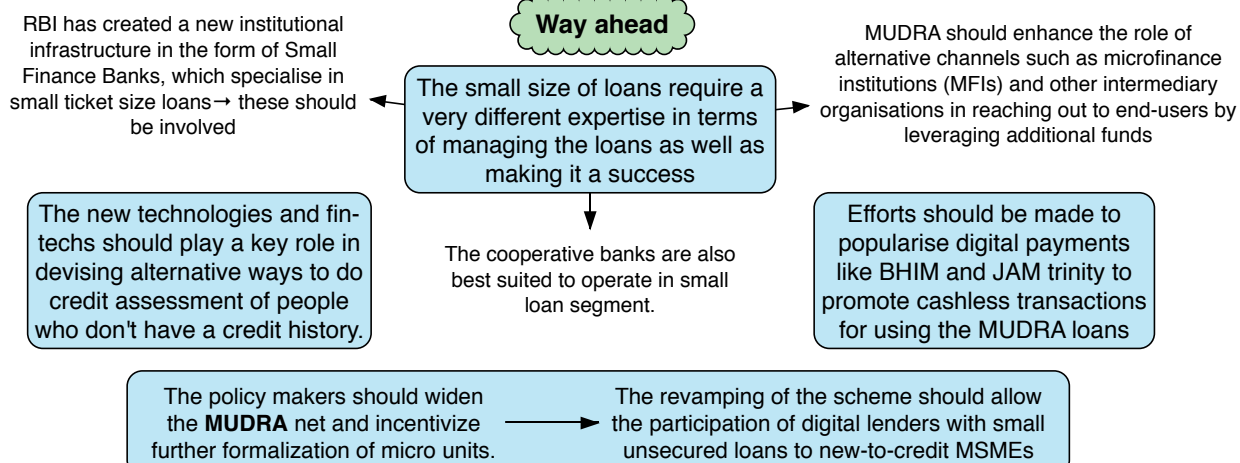 Way ahead
RBI has created a new institutional
infrastructure in the form of Small
Finance Banks, which specialise in
small ticket size loans→ these should
be involved
The small size of loans require a
very different expertise in terms
of managing the loans as well as
making it a success
MUDRA should enhance the role of
alternative channels such as microfinance
institutions (MFIs) and other intermediary
organisations in reaching out to end-users by
leveraging additional funds
The new technologies and fin-
techs should play a key role in
devising alternative ways to do
credit assessment of people
who don't have a credit history.
The cooperative banks are also
best suited to operate in small
loan segment.
Efforts should be made to
popularise digital payments
like BHIM and JAM trinity to
promote cashless transactions
for using the MUDRA loans
The policy makers should widen
the MUDRA net and incentivize
further formalization of micro units.
The revamping of the scheme should allow
the participation of digital lenders with small
unsecured loans to new-to-credit MSMEs